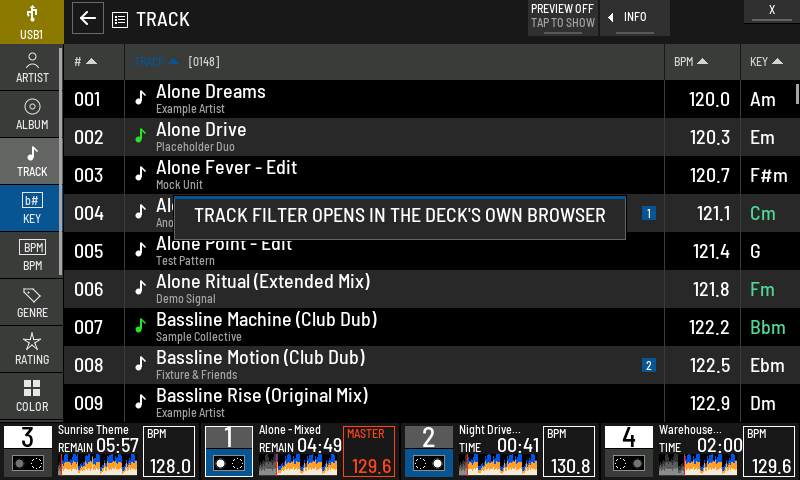 USB1
TRACK
PREVIEW OFF
TAP TO SHOW
INFO
X
ARTIST
ALBUM
TRACK
b#
KEY
BPM
BPM
GENRE
RATING
COLOR
# TRACK [0148] BPM KEY
001 Alone Dreams 120.0 Am
Example Artist
002 Alone Drive 120.3 Em
Placeholder Duo
003 Alone Fever - Edit 120.7 F#m
Mock Unit
004 1 121.1 Cm
TRACK FILTER OPENS IN THE DECK'S OWN BROWSER
005 Alone Point - Edit 121.4 G
Test Pattern
006 Alone Ritual (Extended Mix) 121.8 Fm
Demo Signal
007 Bassline Machine (Club Dub) 122.2 Bbm
Sample Collective
008 Bassline Motion (Club Dub) 2 122.5 Ebm
Fixture & Friends
009 Bassline Rise (Original Mix) 122.9 Dm
Example Artist
3 Sunrise Theme
REMAIN 05:57
BPM
128.0
1 Alone - Mixed
REMAIN 04:49
MASTER
129.6
2 Night Drive...
TIME 00:41
BPM
130.8
4 Warehouse...
TIME 02:00
BPM
129.6